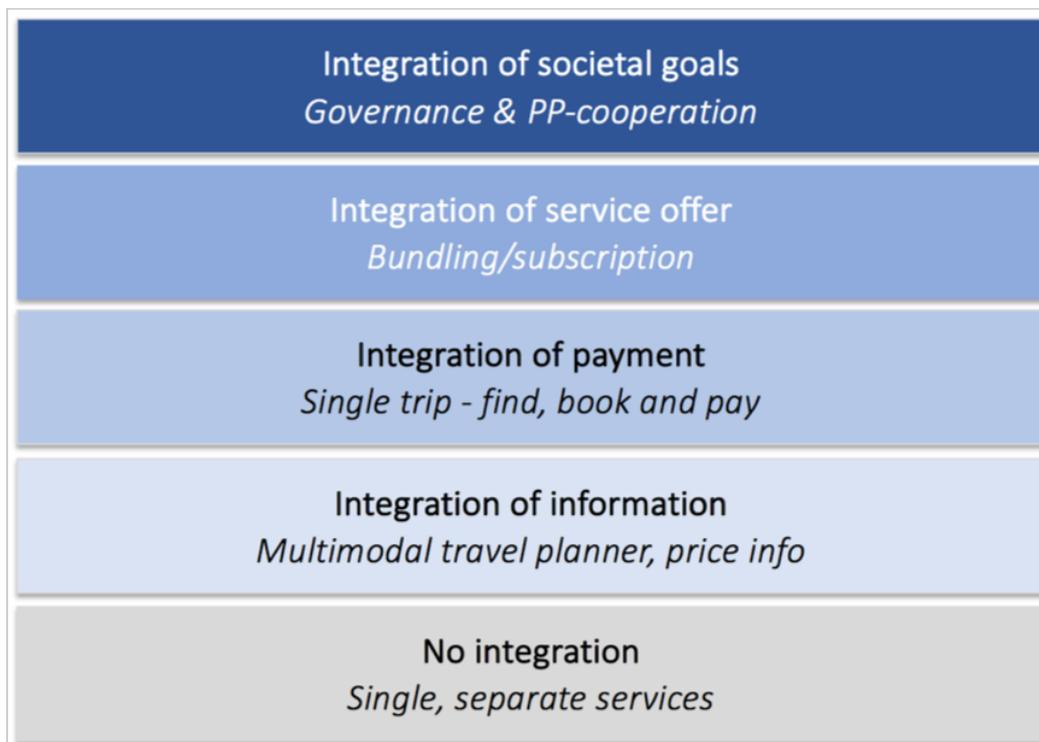 Integration of societal goals
Governance & PP-cooperation
Integration of service offer
Bundling/subscription
Integration of payment
Single trip - find, book and pay
Integration of information
Multimodal travel planner, price info
No integration
Single, separate services